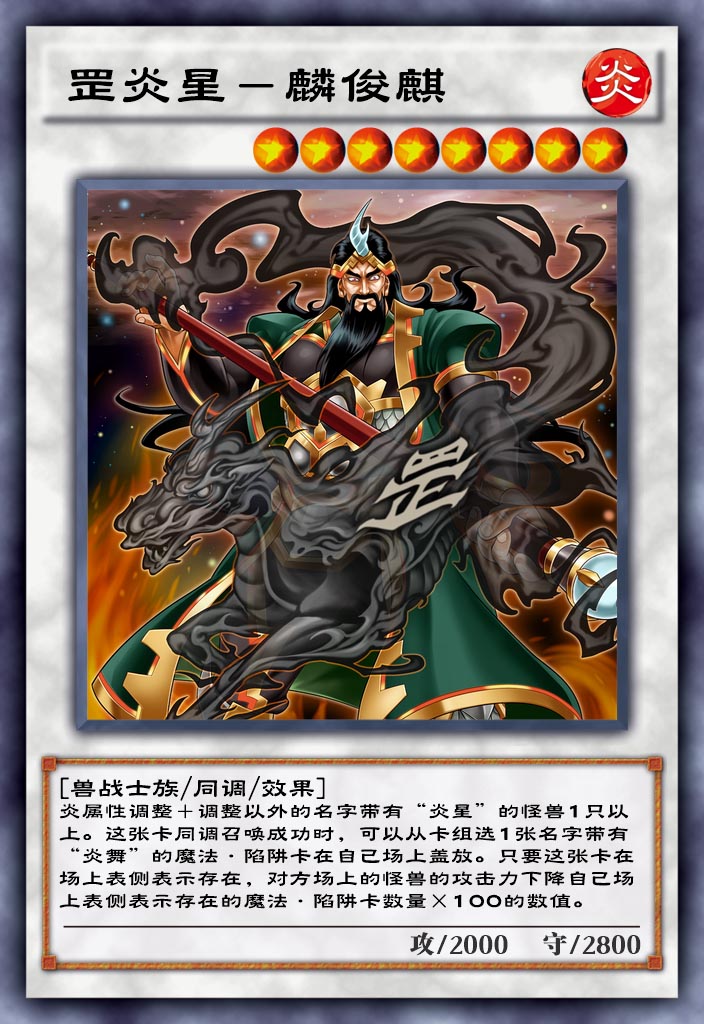 罡炎星－麟俊麒
炎
罡
[兽战士族/同调/效果]
炎属性调整＋调整以外的名字带有“炎星”的怪兽1只以
上。这张卡同调召唤成功时，可以从卡组选1张名字带有
“炎舞”的魔法·陷阱卡在自己场上盖放。只要这张卡在
场上表侧表示存在，对方场上的怪兽的攻击力下降自己场
上表侧表示存在的魔法·陷阱卡数量×100的数值。
攻/2000 守/2800